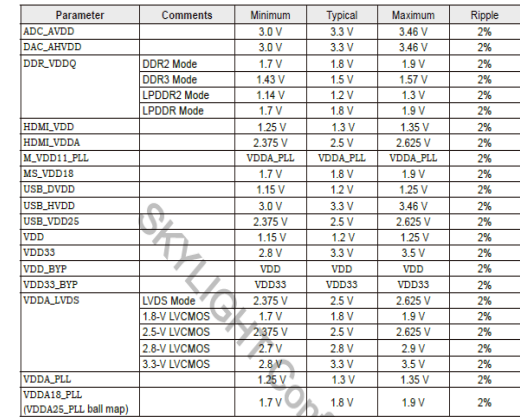 Parameter Comments Minimum Typical Maximum Ripple
ADC_AVDD 3.0 V 3.3 V 3.46 V 2%
DAC_AHVDD 3.0 V 3.3 V 3.46 V 2%
DDR_VDDQ DDR2 Mode 1.7 V 1.8 V 1.9 V 2%
DDR3 Mode 1.43 V 1.5 V 1.57 V 2%
LPDDR2 Mode 1.14 V 1.2 V 1.3 V 2%
LPDDR Mode 1.7 V 1.8 V 1.9 V 2%
HDMI_VDD 1.25 V 1.3 V 1.35 V 2%
HDMI_VDDA 2.375 V 2.5 V 2.625 V 2%
M_VDD11_PLL VDDA_PLL VDDA_PLL VDDA_PLL 2%
MS_VDD18 1.7 V 1.8 V 1.9 V 2%
USB_DVDD 1.15 V 1.2 V 1.25 V 2%
USB_HVDD 3.0 V 3.3 V 3.46 V 2%
USB_VDD25 2.375 V 2.5 V 2.625 V 2%
VDD 1.15 V 1.2 V 1.25 V 2%
VDD33 2.8 V 3.3 V 3.5 V 2%
VDD_BYP VDD VDD VDD 2%
VDD33_BYP VDD33 VDD33 VDD33 2%
VDDA_LVDS LVDS Mode 2.375 V 2.5 V 2.625 V 2%
1.8-V LVCMOS 1.7 V 1.8 V 1.9 V 2%
2.5-V LVCMOS 2.375 V 2.5 V 2.625 V 2%
2.8-V LVCMOS 2.7 V 2.8 V 2.9 V 2%
3.3-V LVCMOS 2.8 V 3.3 V 3.5 V 2%
VDDA_PLL 1.25 V 1.3 V 1.35 V 2%
VDDA18_PLL
(VDDA25_PLL ball map) 1.7 V 1.8 V 1.9 V 2%
SKYLIGHT